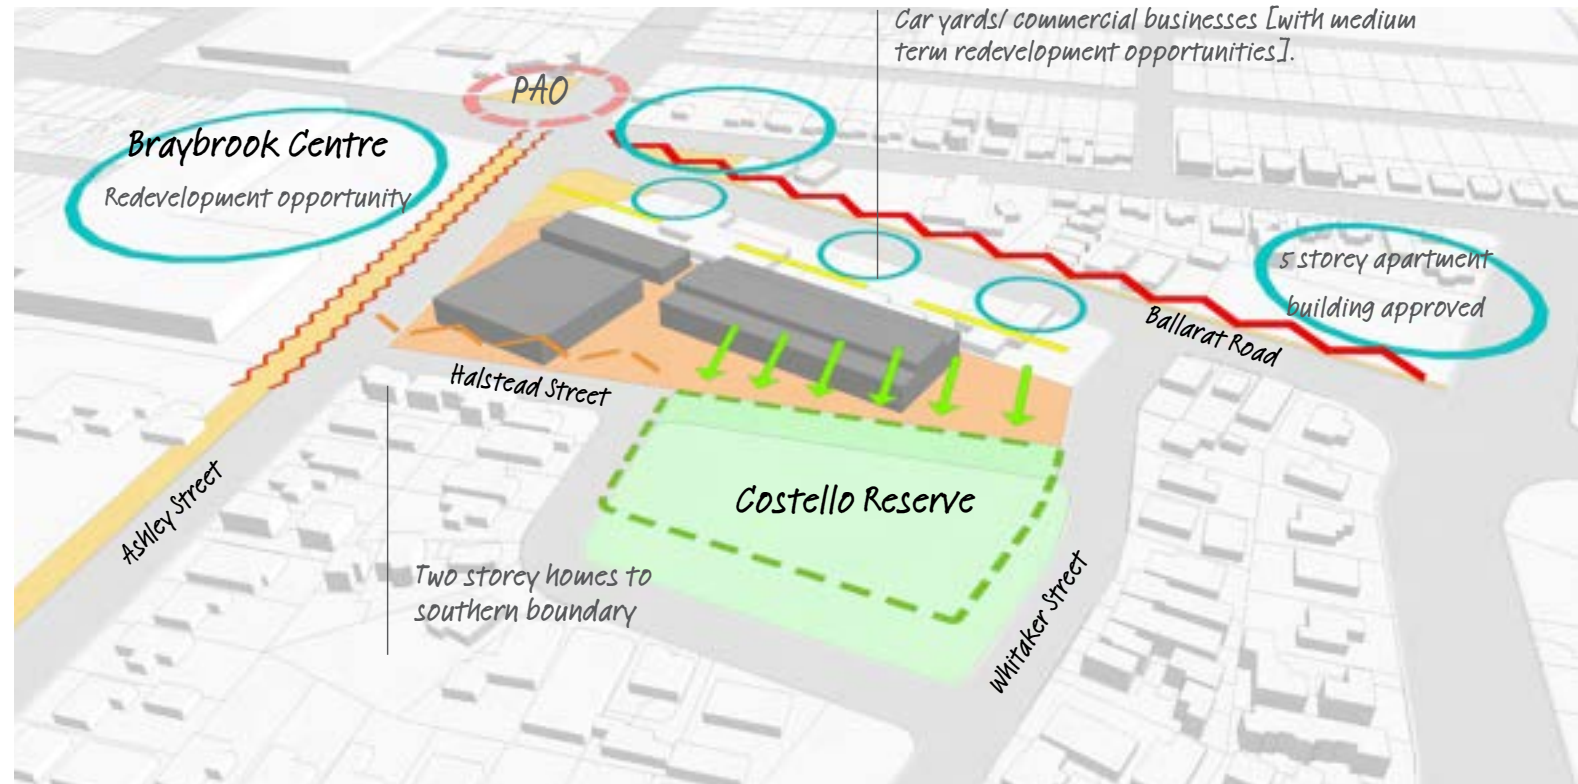 Car yards/ commercial businesses [with medium
term redevelopment opportunities].
PAO
Braybrook Centre
Redevelopment opportunity
5 storey apartment
building approved
Ballarat Road
Halstead Street
Costello Reserve
Ashley Street
Two storey homes to
southern boundary
Whitaker Street